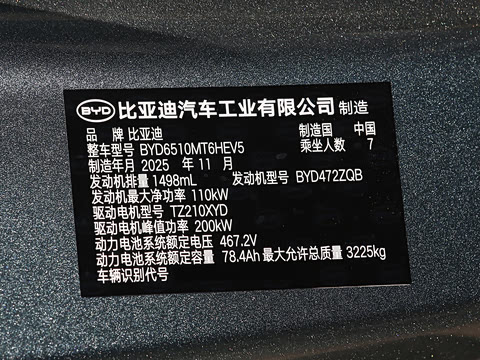 BYD 比亚迪汽车工业有限公司 制造
品 牌 比亚迪 制造国 中国
整车型号 BYD6510MT6HEV5 乘坐人数 7
制造年月 2025 年 11 月
发动机排量 1498mL 发动机型号 BYD472ZQB
发动机最大净功率 110kW
驱动电机型号 TZ210XYD
驱动电机峰值功率 200kW
动力电池系统额定电压 467.2V
动力电池系统额定容量 78.4Ah 最大允许总质量 3225kg
车辆识别代号